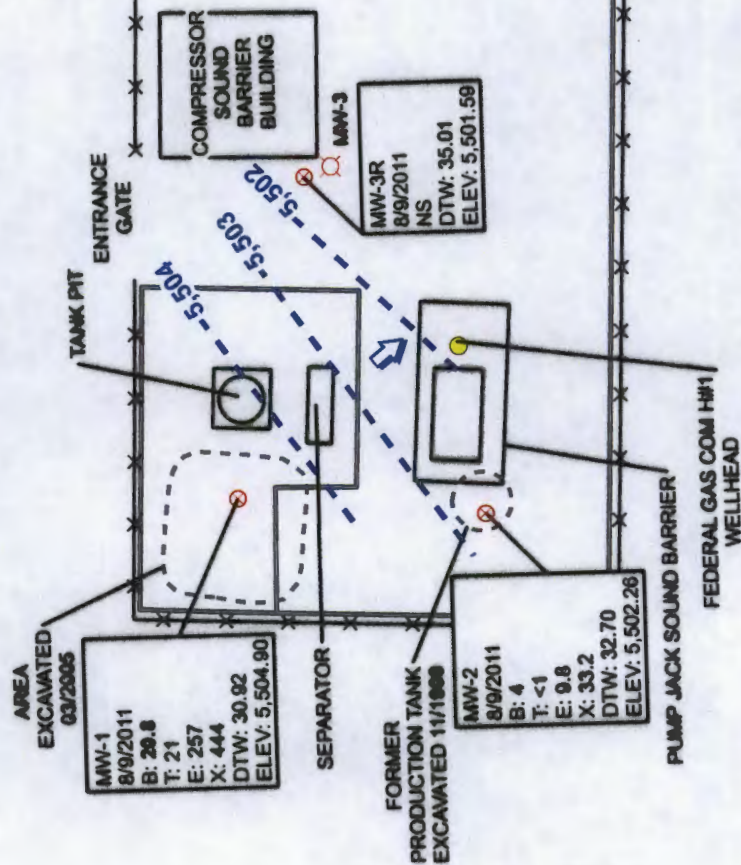 COMPRESSOR
SOUND
BARRIER
BUILDING
MW-3
MW-3R
8/9/2011
NS
DTW: 35.01
ELEV: 5,501.59
ENTRANCE
GATE
TANK PIT
5,504
5,503
5,502
AREA
EXCAVATED
03/2005
MW-1
8/9/2011
B: 29.8
T: 21
E: 257
X: 444
DTW: 30.92
ELEV: 5,504.90
SEPARATOR
FORMER
PRODUCTION TANK
EXCAVATED
MW-2
8/9/2011
B: 4
T: <1
E: 9.8
X: 33.2
DTW: 32.70
ELEV: 5,502.26
PUMP JACK SOUND BARRIER
FEDERAL GAS COM H#1
WELLHEAD